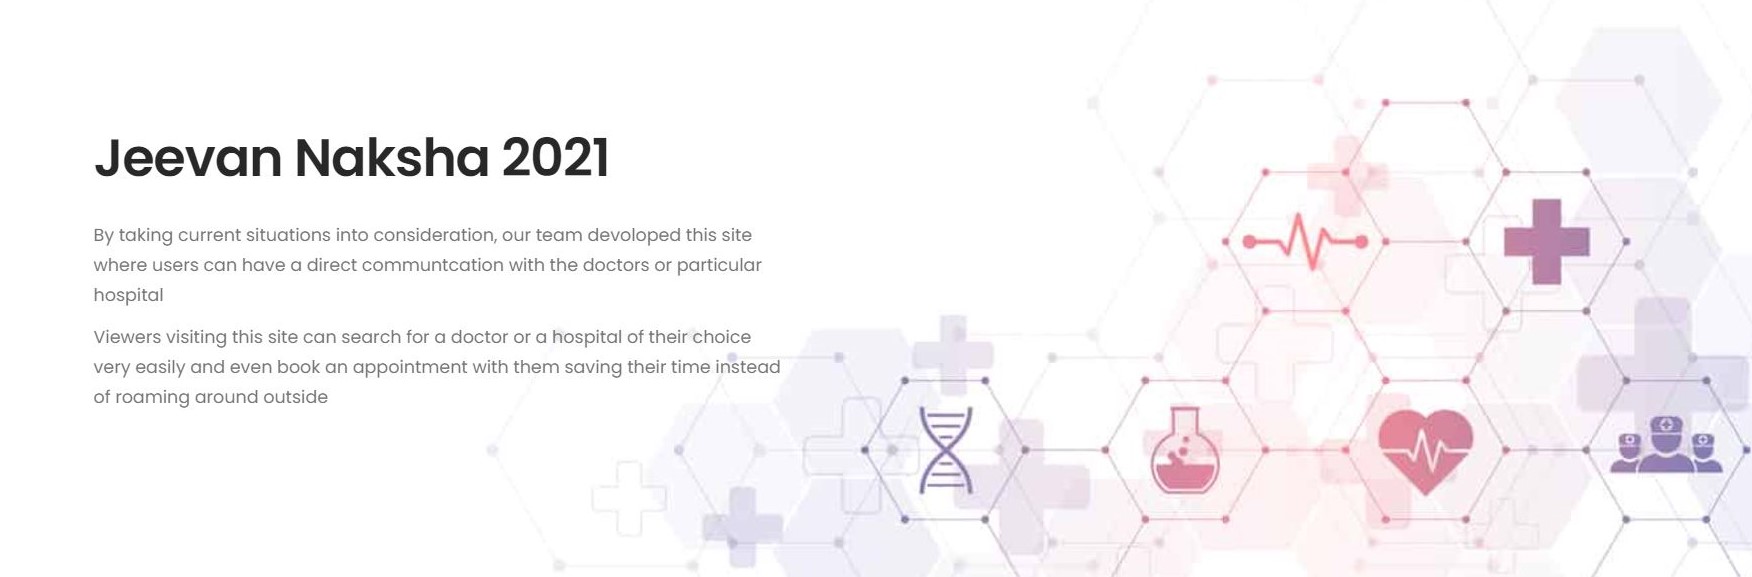 Jeevan Naksha 2021
By taking current situations into consideration, our team devoloped this site
where users can have a direct communtcation with the doctors or particular
hospital
Viewers visiting this site can search for a doctor or a hospital of their choice
very easily and even book an appointment with them saving their time instead
of roaming around outside